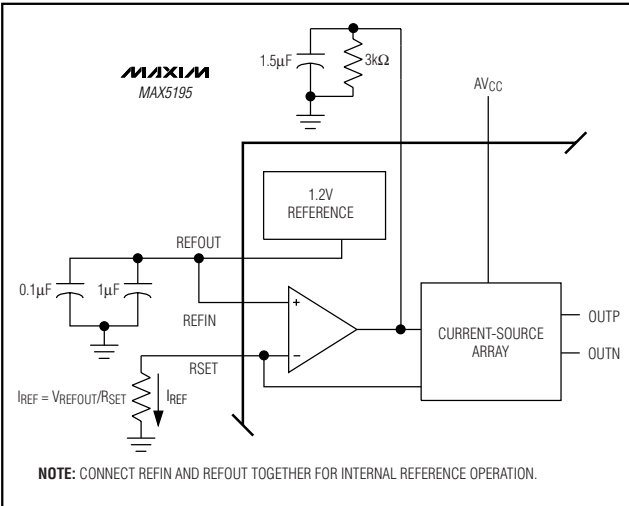 1.5µF
3kΩ
MAXIM
MAX5195
AVCC
1.2V
REFERENCE
REFOUT
0.1µF
1µF
REFIN
+
−
CURRENT-SOURCE
ARRAY
OUTP
OUTN
RSET
IREF = VREFOUT/RSET
IREF
NOTE: CONNECT REFIN AND REFOUT TOGETHER FOR INTERNAL REFERENCE OPERATION.